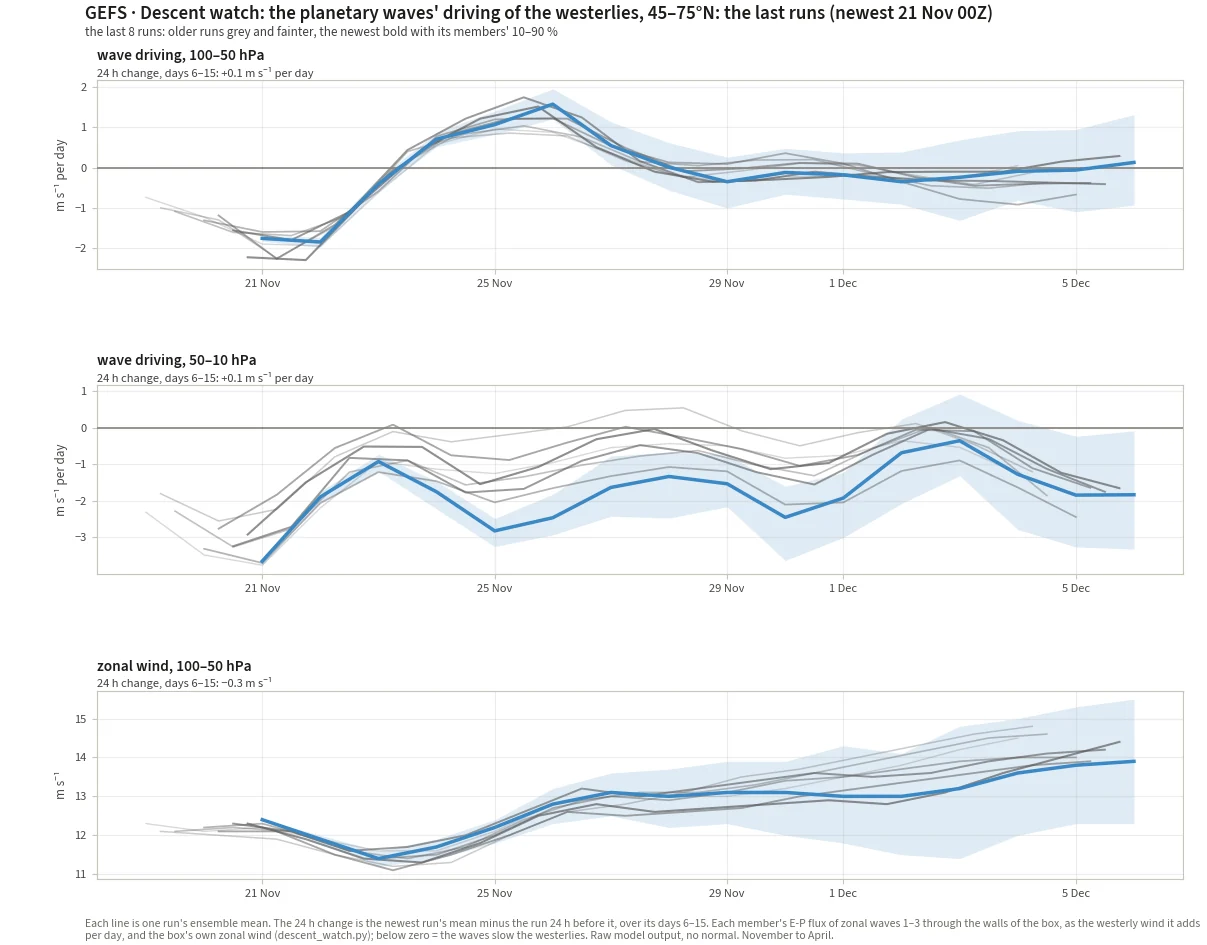 GEFS · Descent watch: the planetary waves' driving of the westerlies, 45–75°N: the last runs (newest 21 Nov 00Z)
the last 8 runs: older runs grey and fainter, the newest bold with its members' 10–90 %
wave driving, 100–50 hPa
24 h change, days 6–15: +0.1 m s⁻¹ per day
2
1
0
−1
−2
m s⁻¹ per day
21 Nov
25 Nov
29 Nov
1 Dec
5 Dec
wave driving, 50–10 hPa
24 h change, days 6–15: +0.1 m s⁻¹ per day
1
0
−1
−2
−3
m s⁻¹ per day
21 Nov
25 Nov
29 Nov
1 Dec
5 Dec
zonal wind, 100–50 hPa
24 h change, days 6–15: −0.3 m s⁻¹
15
14
13
12
11
m s⁻¹
21 Nov
25 Nov
29 Nov
1 Dec
5 Dec
Each line is one run's ensemble mean. The 24 h change is the newest run's mean minus the run 24 h before it, over its days 6–15. Each member's E-P flux of zonal waves 1–3 through the walls of the box, as the westerly wind it adds
per day, and the box's own zonal wind (descent_watch.py); below zero = the waves slow the westerlies. Raw model output, no normal. November to April.